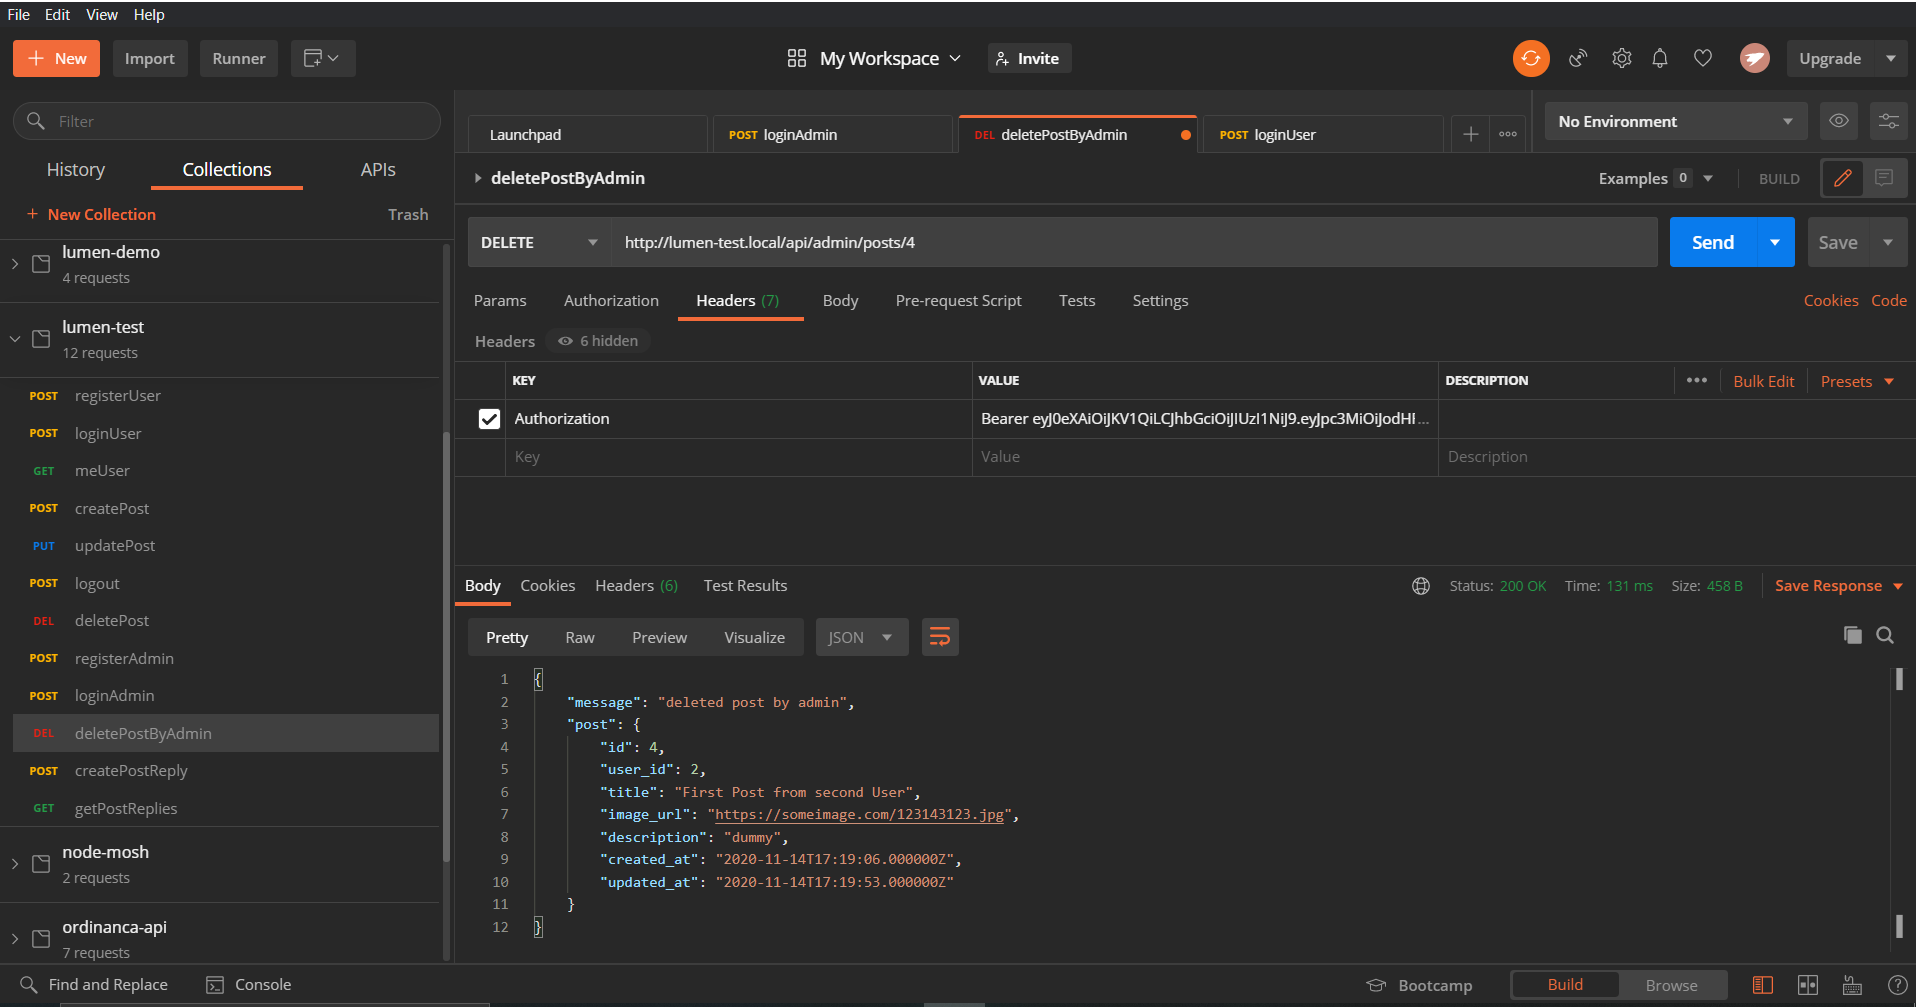 File Edit View Help
New Import Runner My Workspace Invite Upgrade
Filter
History Collections APIs
New Collection Trash
lumen-demo
4 requests
lumen-test
12 requests
POST registerUser
POST loginUser
GET meUser
POST createPost
PUT updatePost
POST logout
DEL deletePost
POST registerAdmin
POST loginAdmin
DEL deletePostByAdmin
POST createPostReply
GET getPostReplies
node-mosh
2 requests
ordinanca-api
7 requests
Launchpad POST loginAdmin DEL deletePostByAdmin POST loginUser No Environment
deletePostByAdmin Examples 0 BUILD
DELETE http://lumen-test.local/api/admin/posts/4 Send Save
Params Authorization Headers (7) Body Pre-request Script Tests Settings Cookies Code
Headers 6 hidden
KEY VALUE DESCRIPTION Bulk Edit Presets
Authorization Bearer eyJ0eXAiOiJKV1QiLCJhbGciOiJIUzI1NiJ9.eyJpc3MiOiJodHI...
Key Value Description
Body Cookies Headers (6) Test Results Status: 200 OK Time: 131 ms Size: 458 B Save Response
Pretty Raw Preview Visualize JSON
1 {
2 "message": "deleted post by admin",
3 "post": {
4 "id": 4,
5 "user_id": 2,
6 "title": "First Post from second User",
7 "image_url": "https://someimage.com/123143123.jpg",
8 "description": "dummy",
9 "created_at": "2020-11-14T17:19:06.000000Z",
10 "updated_at": "2020-11-14T17:19:53.000000Z"
11 }
12 }
Find and Replace Console Bootcamp Build Browse